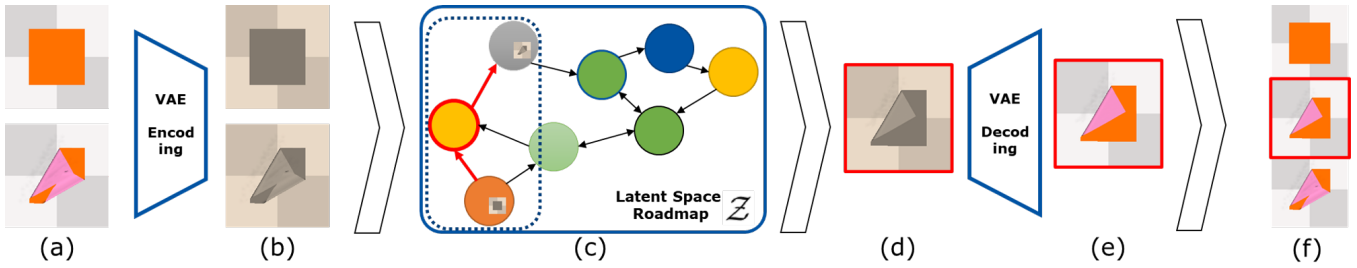 VAE
Encod
ing
Latent Space
Roadmap 𝒵
VAE
Decod
ing
(a)
(b)
(c)
(d)
(e)
(f)